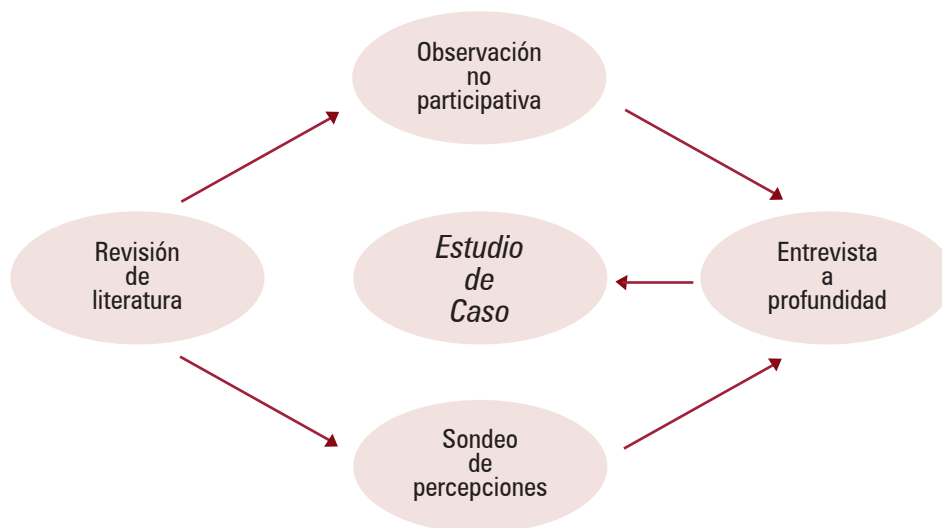 Observación
no
participativa
Revisión
de
literatura
Estudio
de
Caso
Entrevista
a
profundidad
Sondeo
de
percepciones